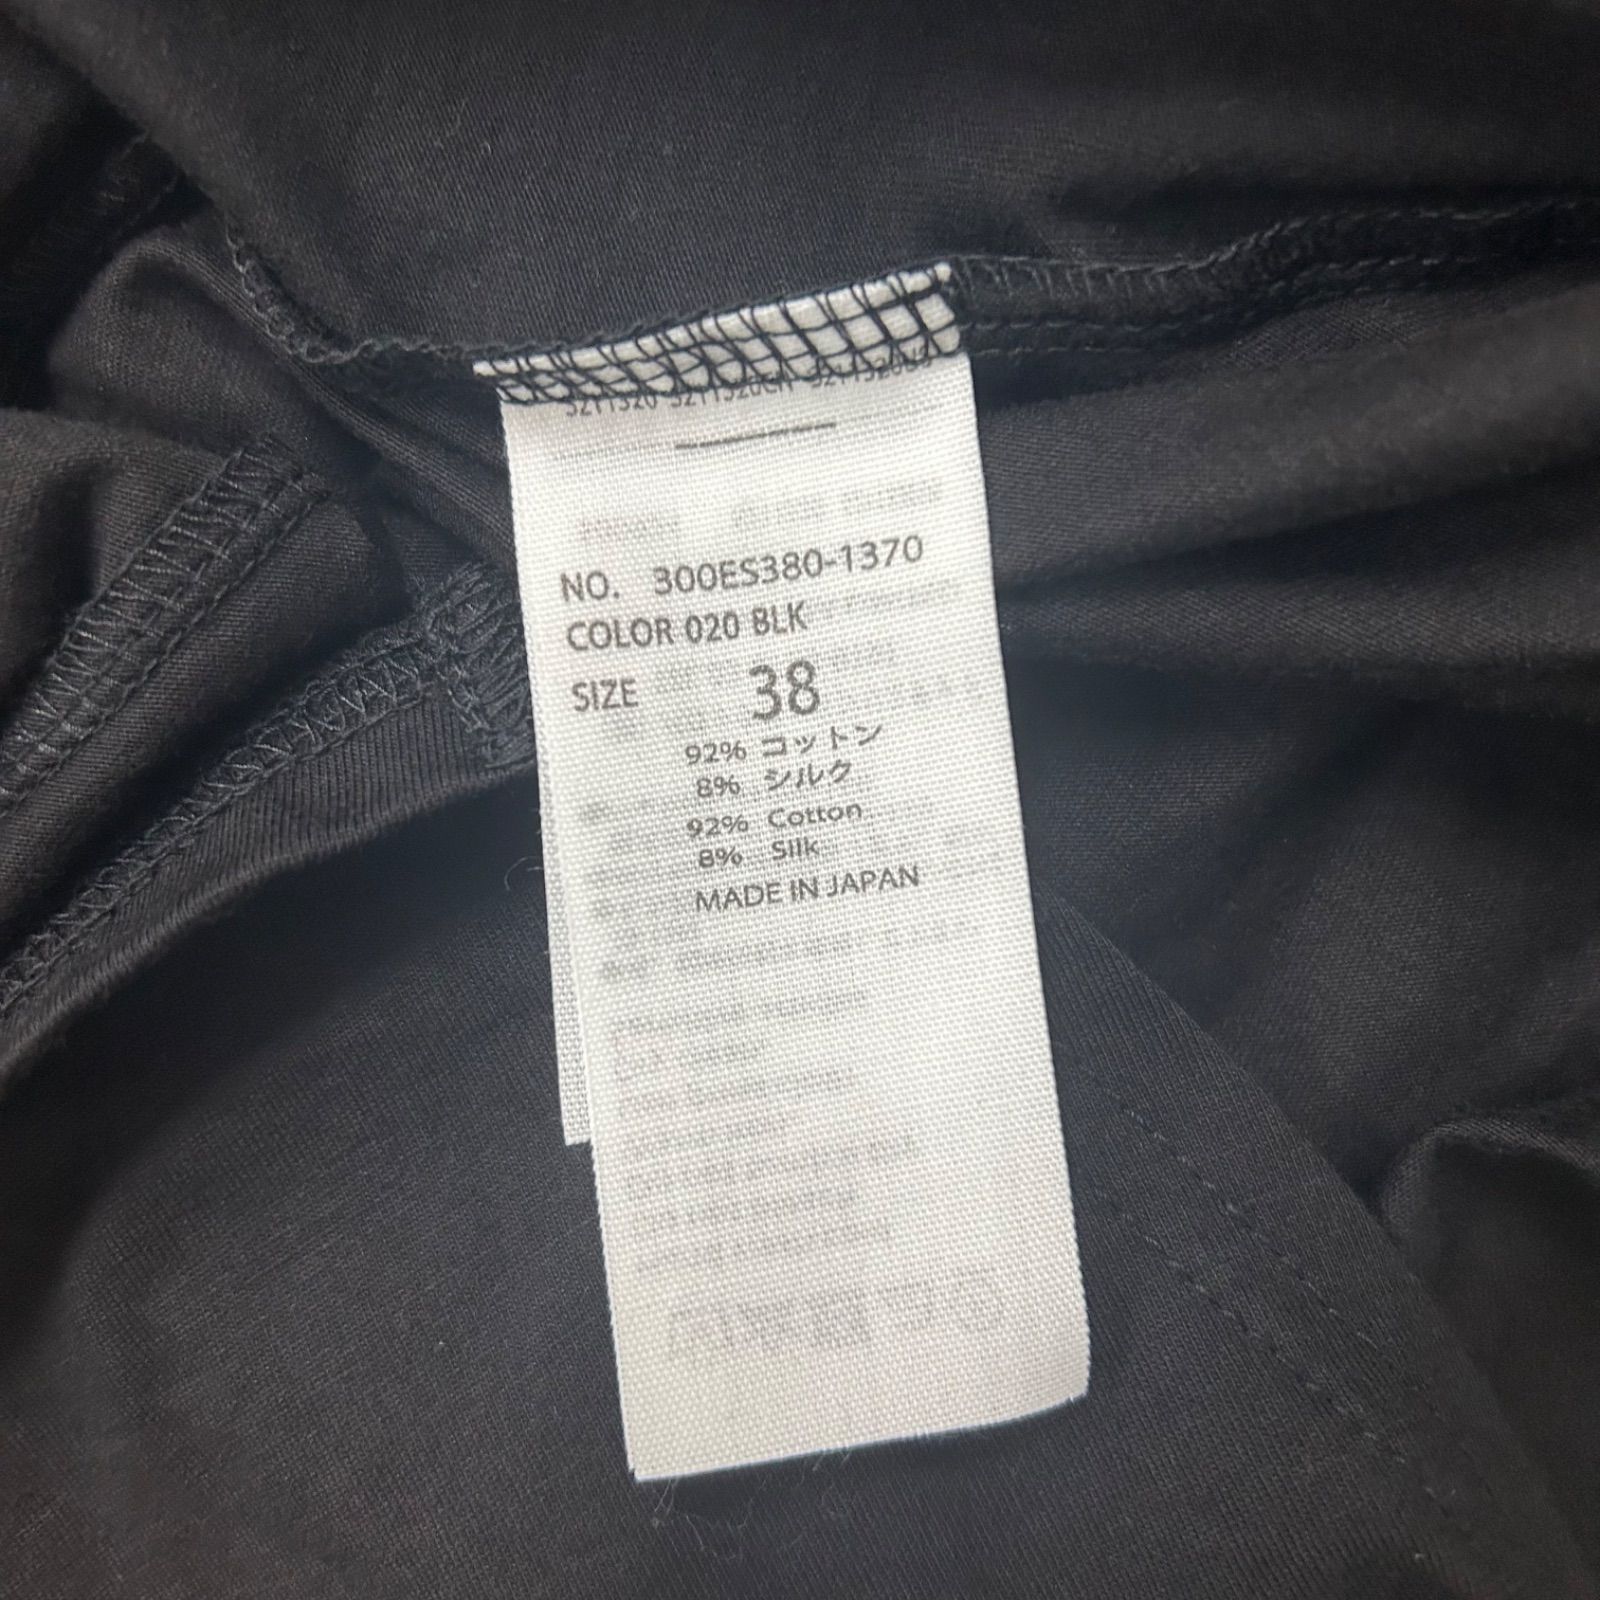 NO. 300ES380-1370
COLOR 020 BLK
SIZE 38
92% コットン
8% シルク
92% Cotton
8% Silk
MADE IN JAPAN